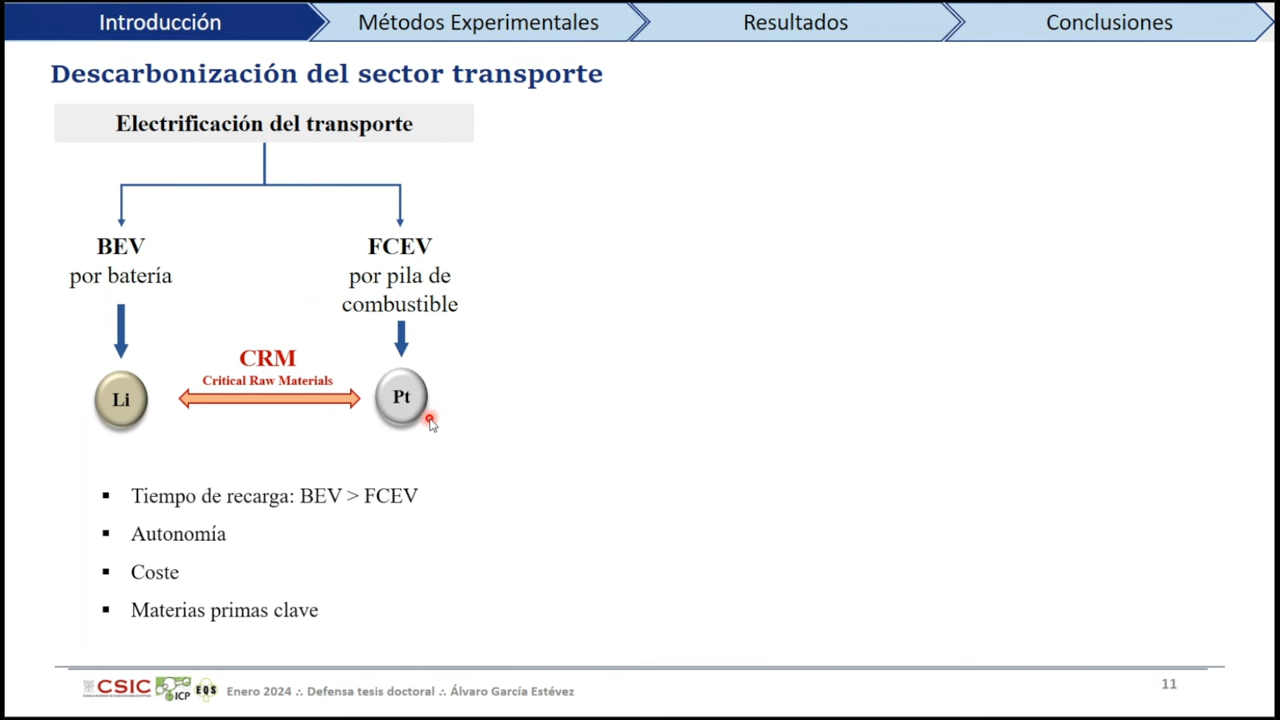 Introducción
Métodos Experimentales
Resultados
Conclusiones
Descarbonización del sector transporte
Electrificación del transporte
BEV
por batería
FCEV
por pila de
combustible
CRM
Critical Raw Materials
Li
Pt
▪ Tiempo de recarga: BEV > FCEV
▪ Autonomía
▪ Coste
▪ Materias primas clave
CSIC
ICP
EQS
Enero 2024 ∴ Defensa tesis doctoral ∴ Álvaro García Estévez
11